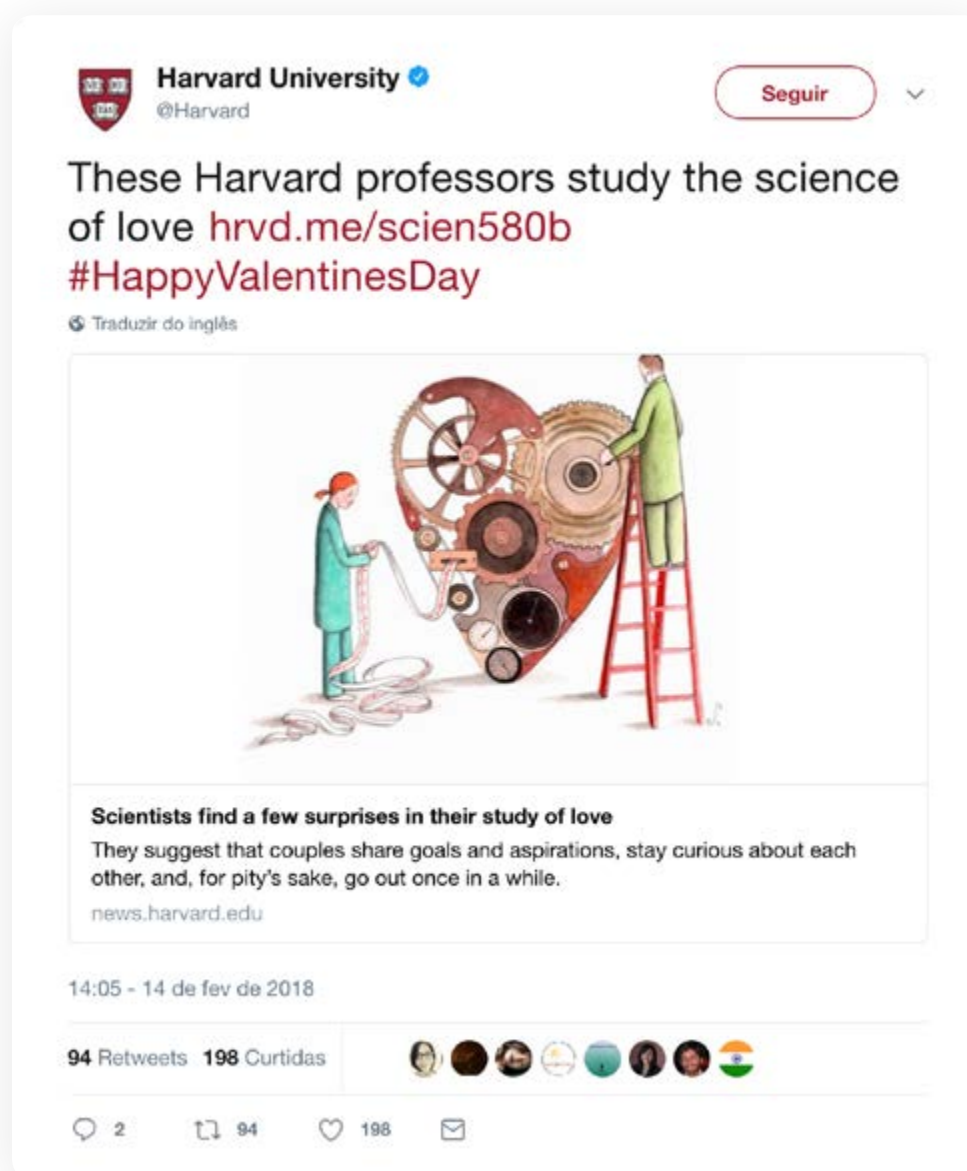 Harvard University
@Harvard
Seguir
These Harvard professors study the science
of love hrvd.me/scien580b
#HappyValentinesDay
Traduzir do inglês
Scientists find a few surprises in their study of love
They suggest that couples share goals and aspirations, stay curious about each
other, and, for pity's sake, go out once in a while.
news.harvard.edu
14:05 - 14 de fev de 2018
94 Retweets 198 Curtidas
2 94 198